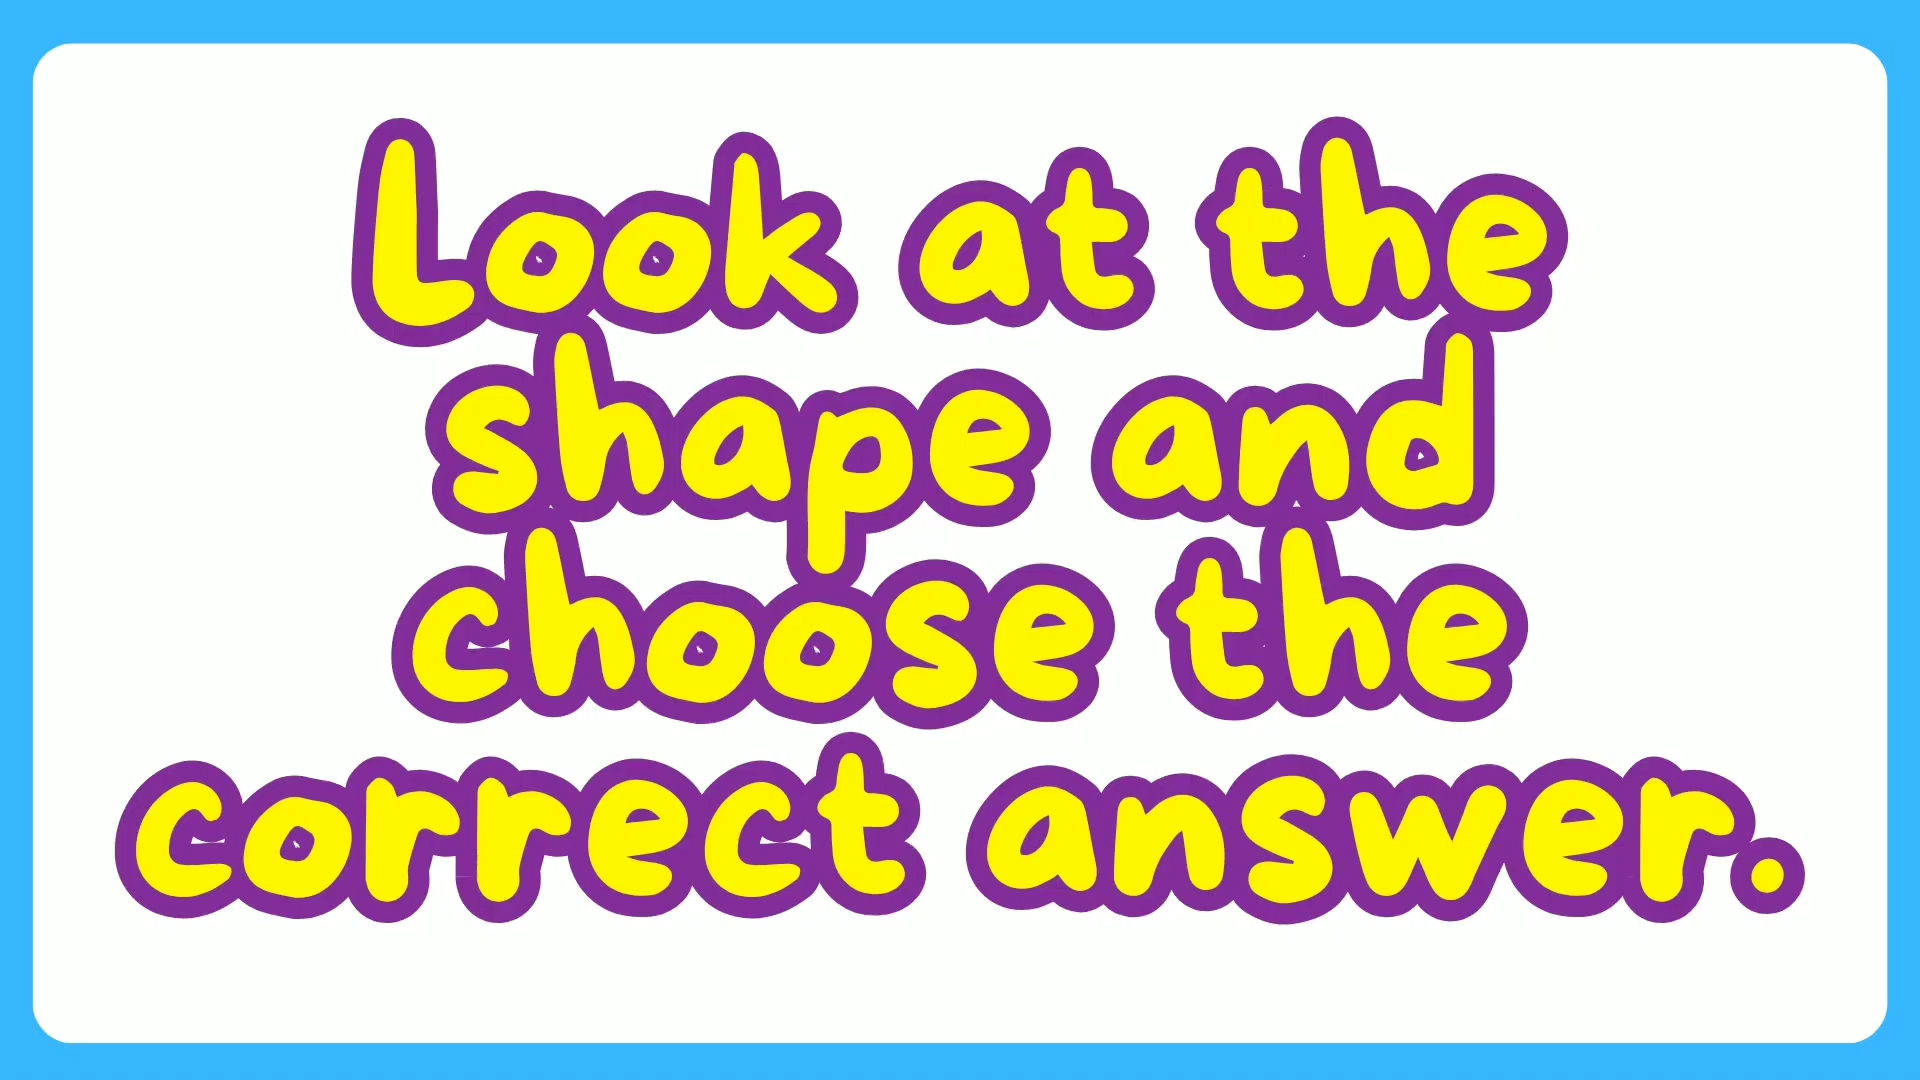 Look at the
shape and
choose the
correct answer.